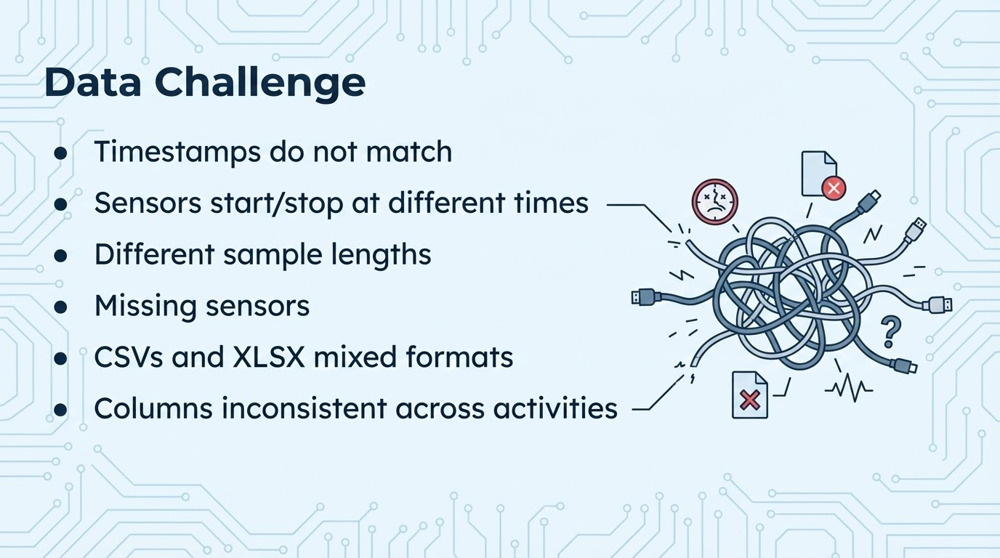 Data Challenge
● Timestamps do not match
● Sensors start/stop at different times
● Different sample lengths
● Missing sensors
● CSVs and XLSX mixed formats
● Columns inconsistent across activities
?